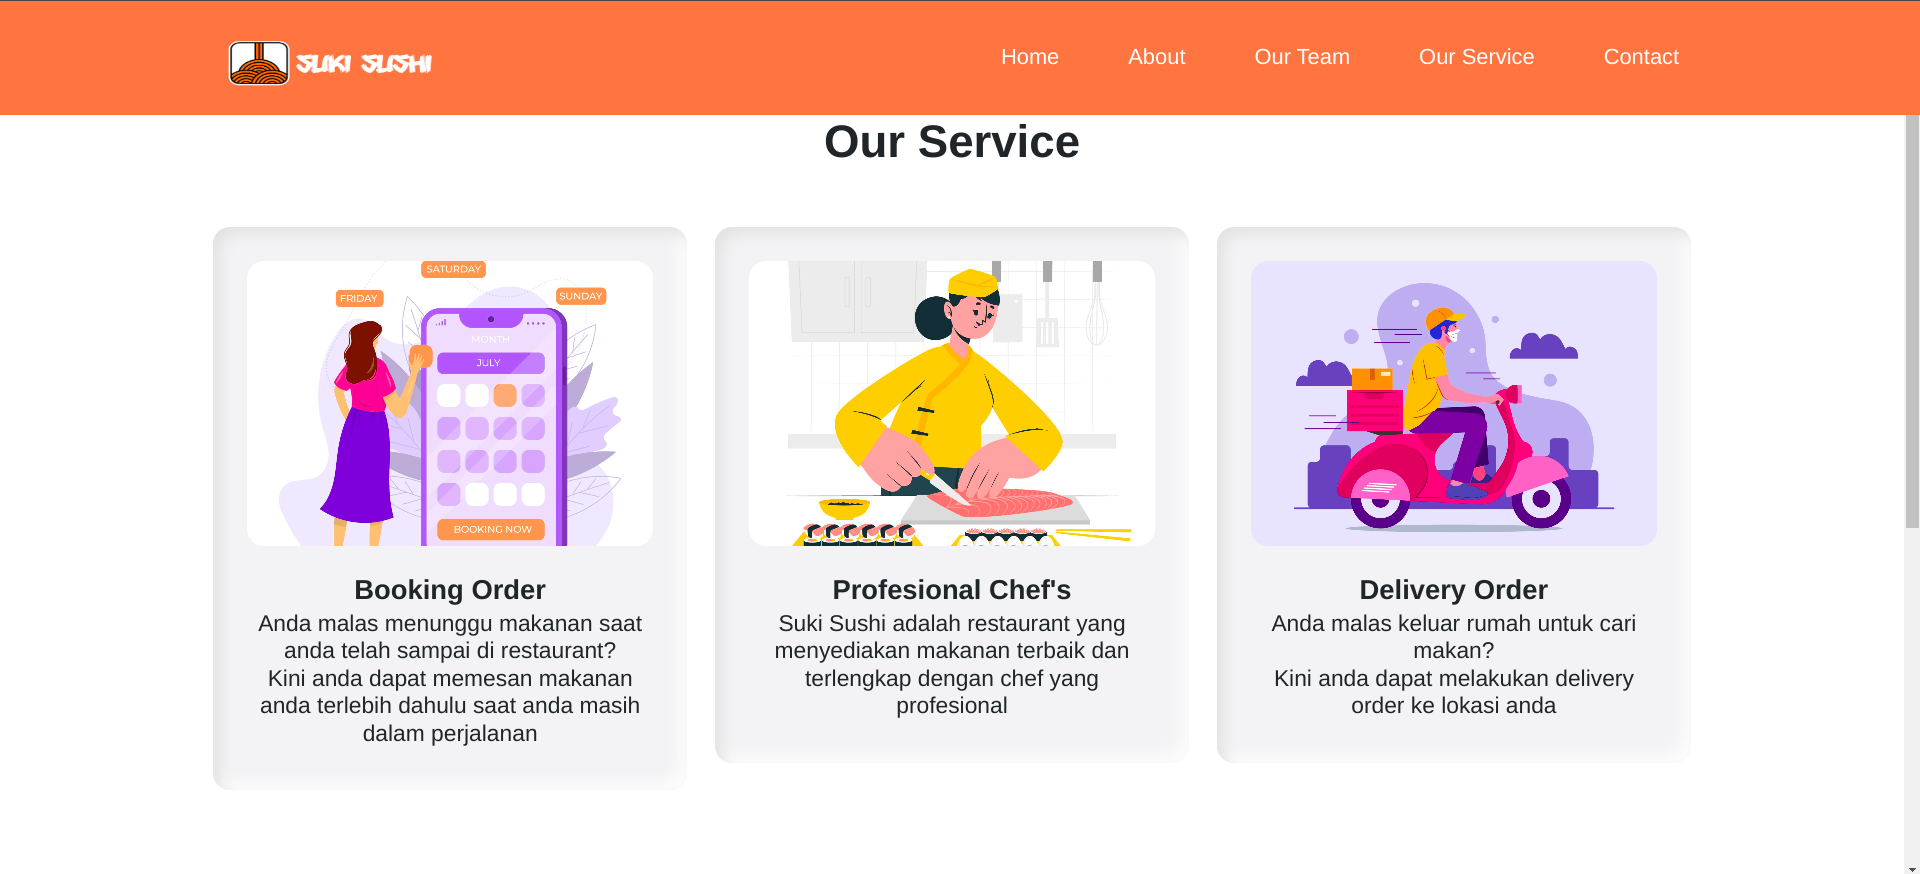 SUKI SUSHI
Home
About
Our Team
Our Service
Contact
Our Service
SATURDAY
FRIDAY
SUNDAY
MONTH
JULY
BOOKING NOW
Booking Order
Anda malas menunggu makanan saat
anda telah sampai di restaurant?
Kini anda dapat memesan makanan
anda terlebih dahulu saat anda masih
dalam perjalanan
Profesional Chef's
Suki Sushi adalah restaurant yang
menyediakan makanan terbaik dan
terlengkap dengan chef yang
profesional
Delivery Order
Anda malas keluar rumah untuk cari
makan?
Kini anda dapat melakukan delivery
order ke lokasi anda